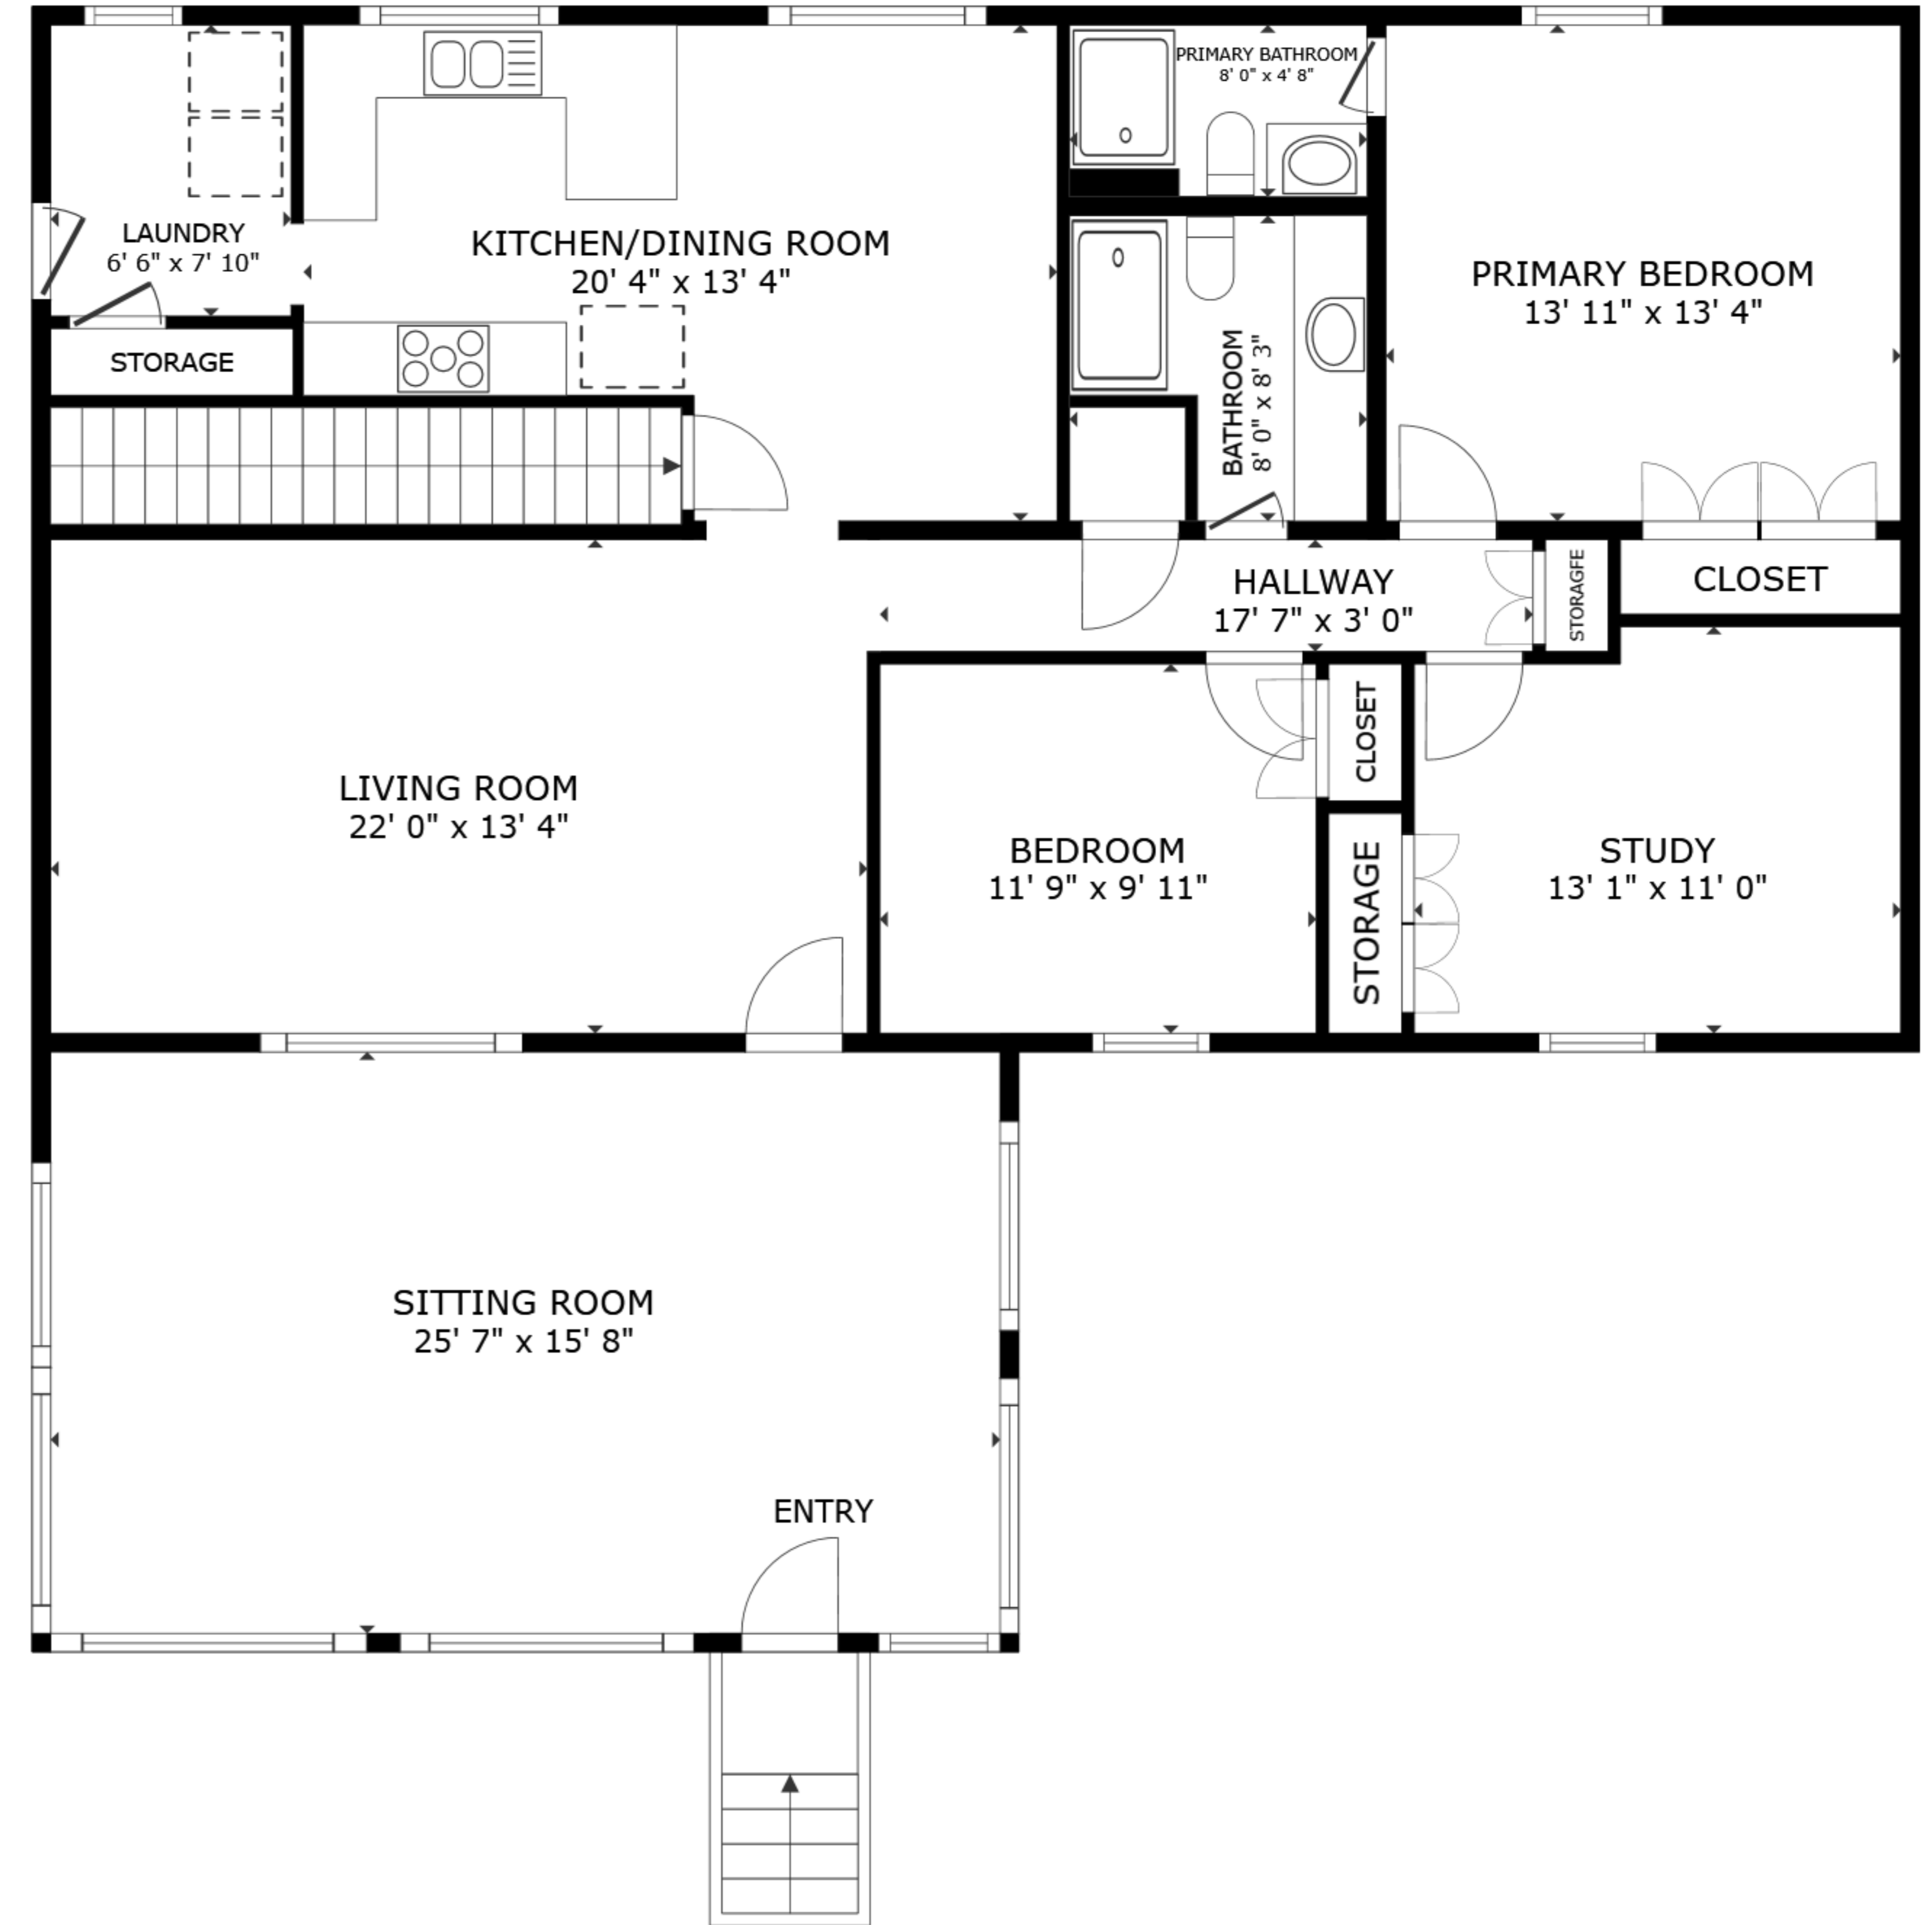 PRIMARY BATHROOM
8' 0" x 4' 8"
LAUNDRY
6' 6" x 7' 10"
KITCHEN/DINING ROOM
20' 4" x 13' 4"
PRIMARY BEDROOM
13' 11" x 13' 4"
STORAGE
BATHROOM
8' 0" x 8' 3"
HALLWAY
17' 7" x 3' 0"
STORAGFE
CLOSET
CLOSET
LIVING ROOM
22' 0" x 13' 4"
BEDROOM
11' 9" x 9' 11"
STORAGE
STUDY
13' 1" x 11' 0"
SITTING ROOM
25' 7" x 15' 8"
ENTRY